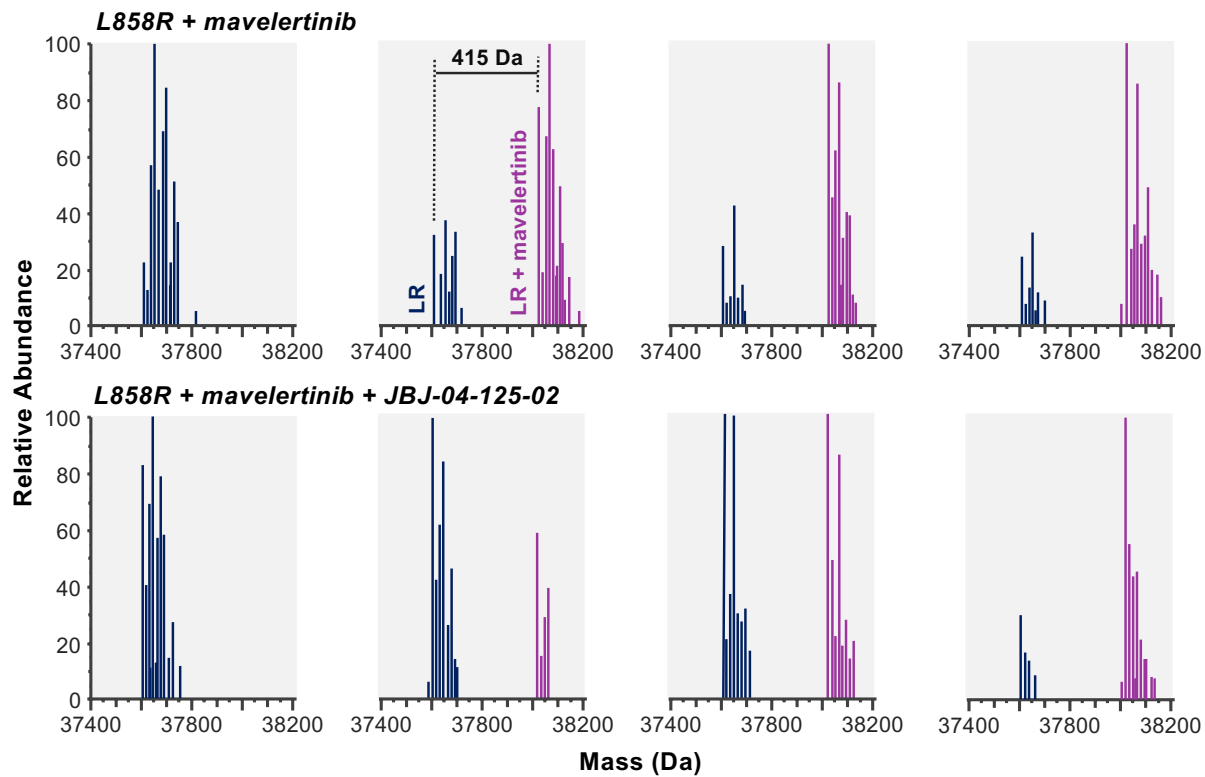 L858R + mavelertinib
100
80
60
40
20
0
37400 37800 38200
415 Da
LR
LR + mavelertinib
37400 37800 38200
37400 37800 38200
37400 37800 38200
Relative Abundance
L858R + mavelertinib + JBJ-04-125-02
100
80
60
40
20
0
37400 37800 38200
37400 37800 38200
37400 37800 38200
37400 37800 38200
Mass (Da)